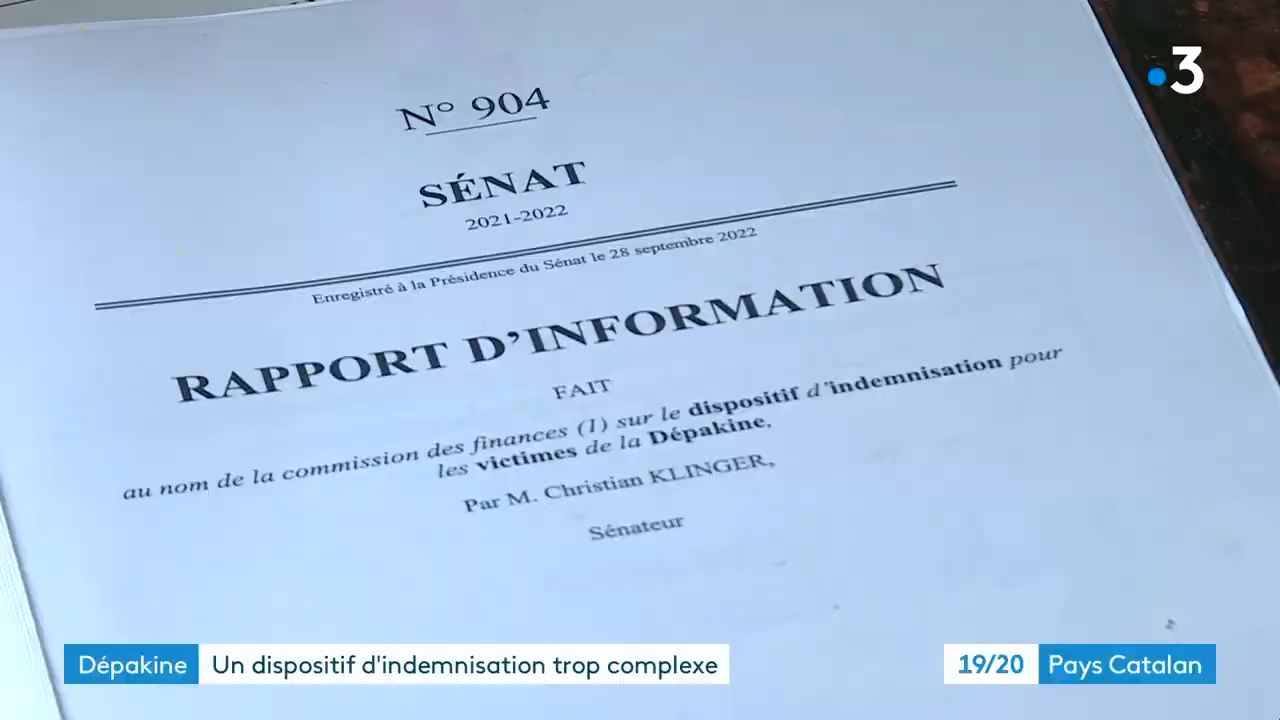 3
N° 904
SÉNAT
2021-2022
Enregistré à la Présidence du Sénat le 28 septembre 2022
RAPPORT D'INFORMATION
FAIT
au nom de la commission des finances (1) sur le dispositif d'indemnisation pour
les victimes de la Dépakine,
Par M. Christian KLINGER,
Sénateur
Dépakine Un dispositif d'indemnisation trop complexe
19/20 Pays Catalan